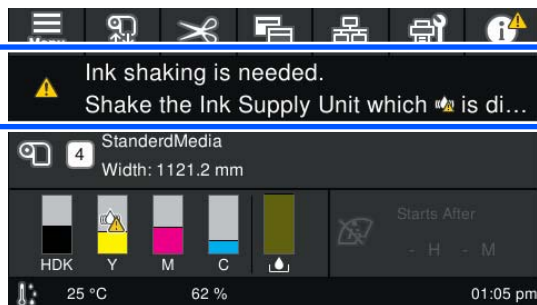 Menu
Ink shaking is needed.
Shake the Ink Supply Unit which is di...
4
StanderdMedia
Width: 1121.2 mm
Starts After
- H - M
HDK Y M C
25 °C 62 % 01:05 pm